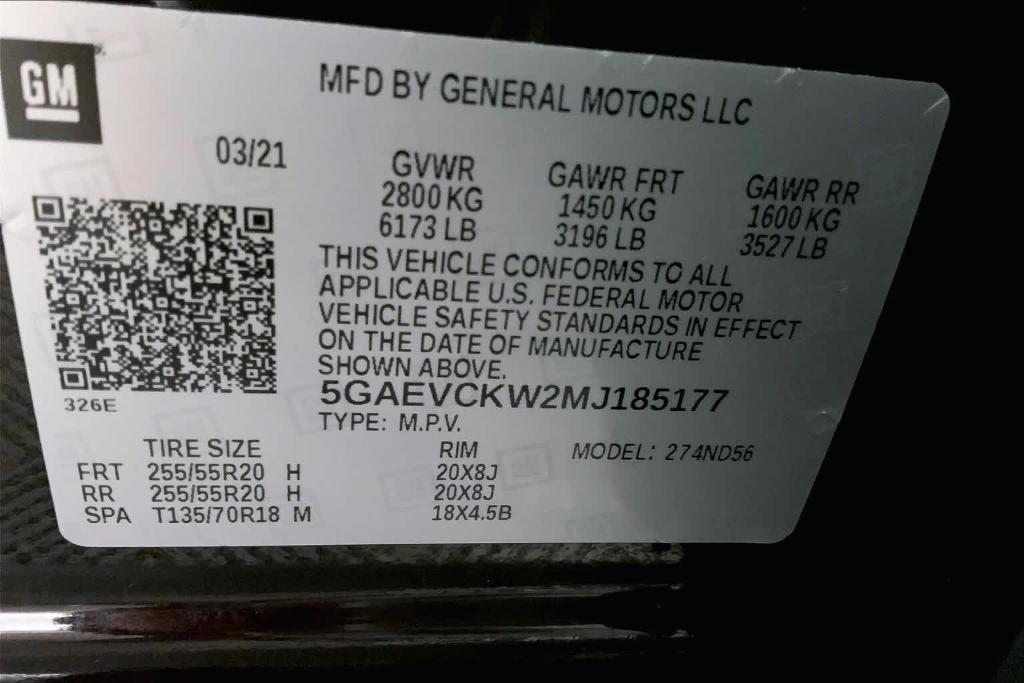 GM
MFD BY GENERAL MOTORS LLC
03/21
GVWR GAWR FRT GAWR RR
2800 KG 1450 KG 1600 KG
6173 LB 3196 LB 3527 LB
THIS VEHICLE CONFORMS TO ALL
APPLICABLE U.S. FEDERAL MOTOR
VEHICLE SAFETY STANDARDS IN EFFECT
ON THE DATE OF MANUFACTURE
SHOWN ABOVE.
326E
5GAEVCKW2MJ185177
TYPE: M.P.V.
TIRE SIZE RIM MODEL: 274ND56
FRT 255/55R20 H 20X8J
RR 255/55R20 H 20X8J
SPA T135/70R18 M 18X4.5B